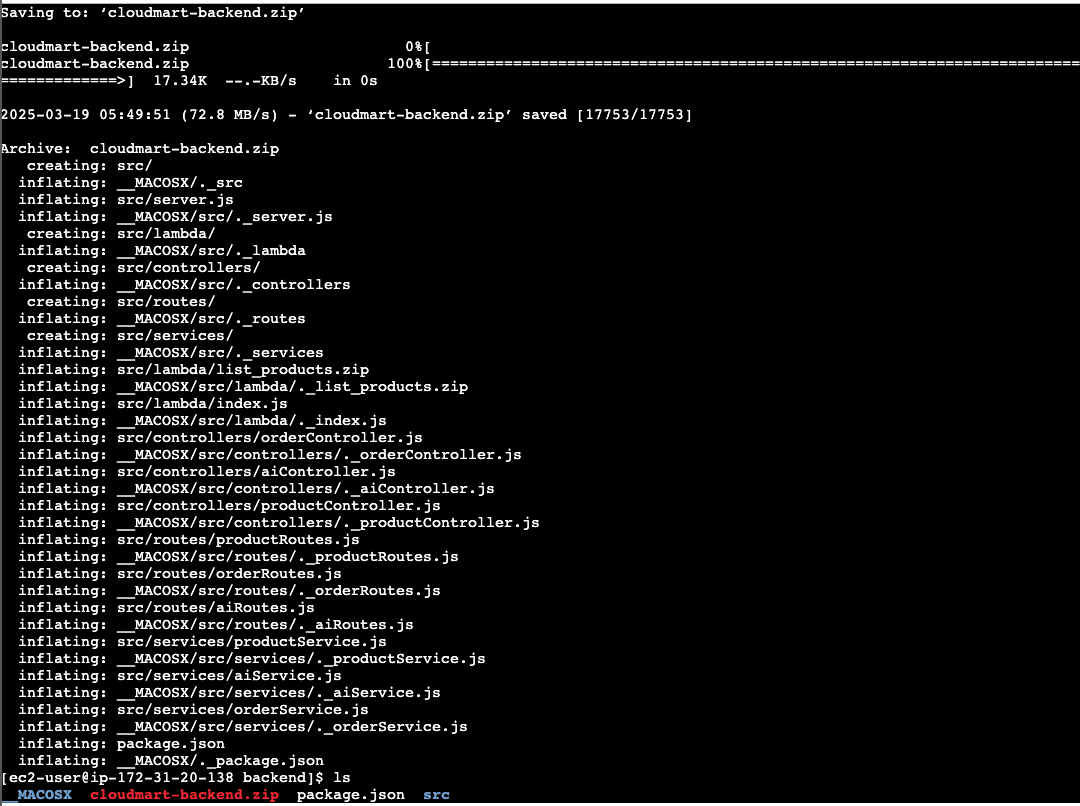 Saving to: ‘cloudmart-backend.zip’
cloudmart-backend.zip 0%[
cloudmart-backend.zip 100%[========================================================================
=============>] 17.34K --.-KB/s in 0s
2025-03-19 05:49:51 (72.8 MB/s) - ‘cloudmart-backend.zip’ saved [17753/17753]
Archive: cloudmart-backend.zip
creating: src/
inflating: __MACOSX/._src
inflating: src/server.js
inflating: __MACOSX/src/._server.js
creating: src/lambda/
inflating: __MACOSX/src/._lambda
creating: src/controllers/
inflating: __MACOSX/src/._controllers
creating: src/routes/
inflating: __MACOSX/src/._routes
creating: src/services/
inflating: __MACOSX/src/._services
inflating: src/lambda/list_products.zip
inflating: __MACOSX/src/lambda/._list_products.zip
inflating: src/lambda/index.js
inflating: __MACOSX/src/lambda/._index.js
inflating: src/controllers/orderController.js
inflating: __MACOSX/src/controllers/._orderController.js
inflating: src/controllers/aiController.js
inflating: __MACOSX/src/controllers/._aiController.js
inflating: src/controllers/productController.js
inflating: __MACOSX/src/controllers/._productController.js
inflating: src/routes/productRoutes.js
inflating: __MACOSX/src/routes/._productRoutes.js
inflating: src/routes/orderRoutes.js
inflating: __MACOSX/src/routes/._orderRoutes.js
inflating: src/routes/aiRoutes.js
inflating: __MACOSX/src/routes/._aiRoutes.js
inflating: src/services/productService.js
inflating: __MACOSX/src/services/._productService.js
inflating: src/services/aiService.js
inflating: __MACOSX/src/services/._aiService.js
inflating: src/services/orderService.js
inflating: __MACOSX/src/services/._orderService.js
inflating: package.json
inflating: __MACOSX/._package.json
[ec2-user@ip-172-31-20-138 backend]$ ls
__MACOSX cloudmart-backend.zip package.json src